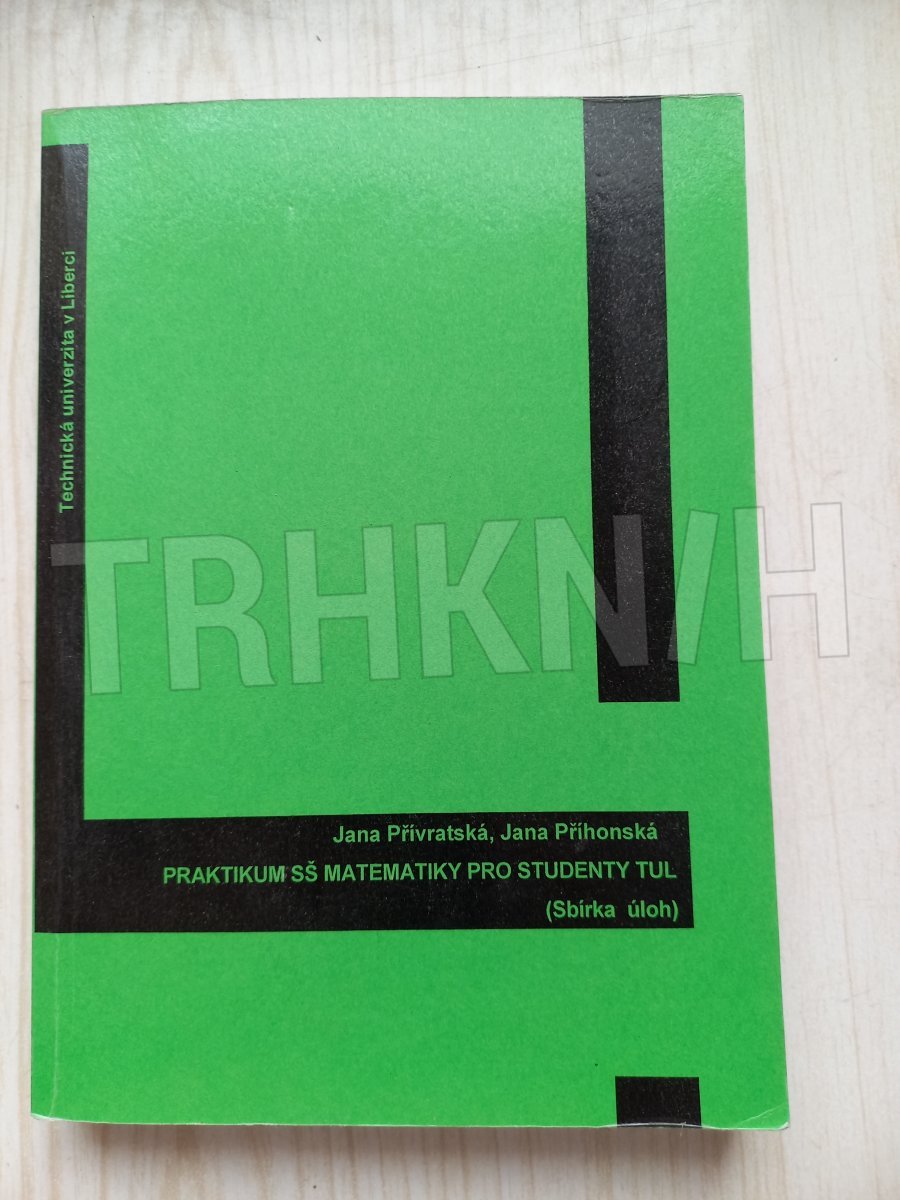 Technická univerzita v Liberci
TRHKNIH
Jana Přívratská, Jana Příhonská
PRAKTIKUM SŠ MATEMATIKY PRO STUDENTY TUL
(Sbírka úloh)